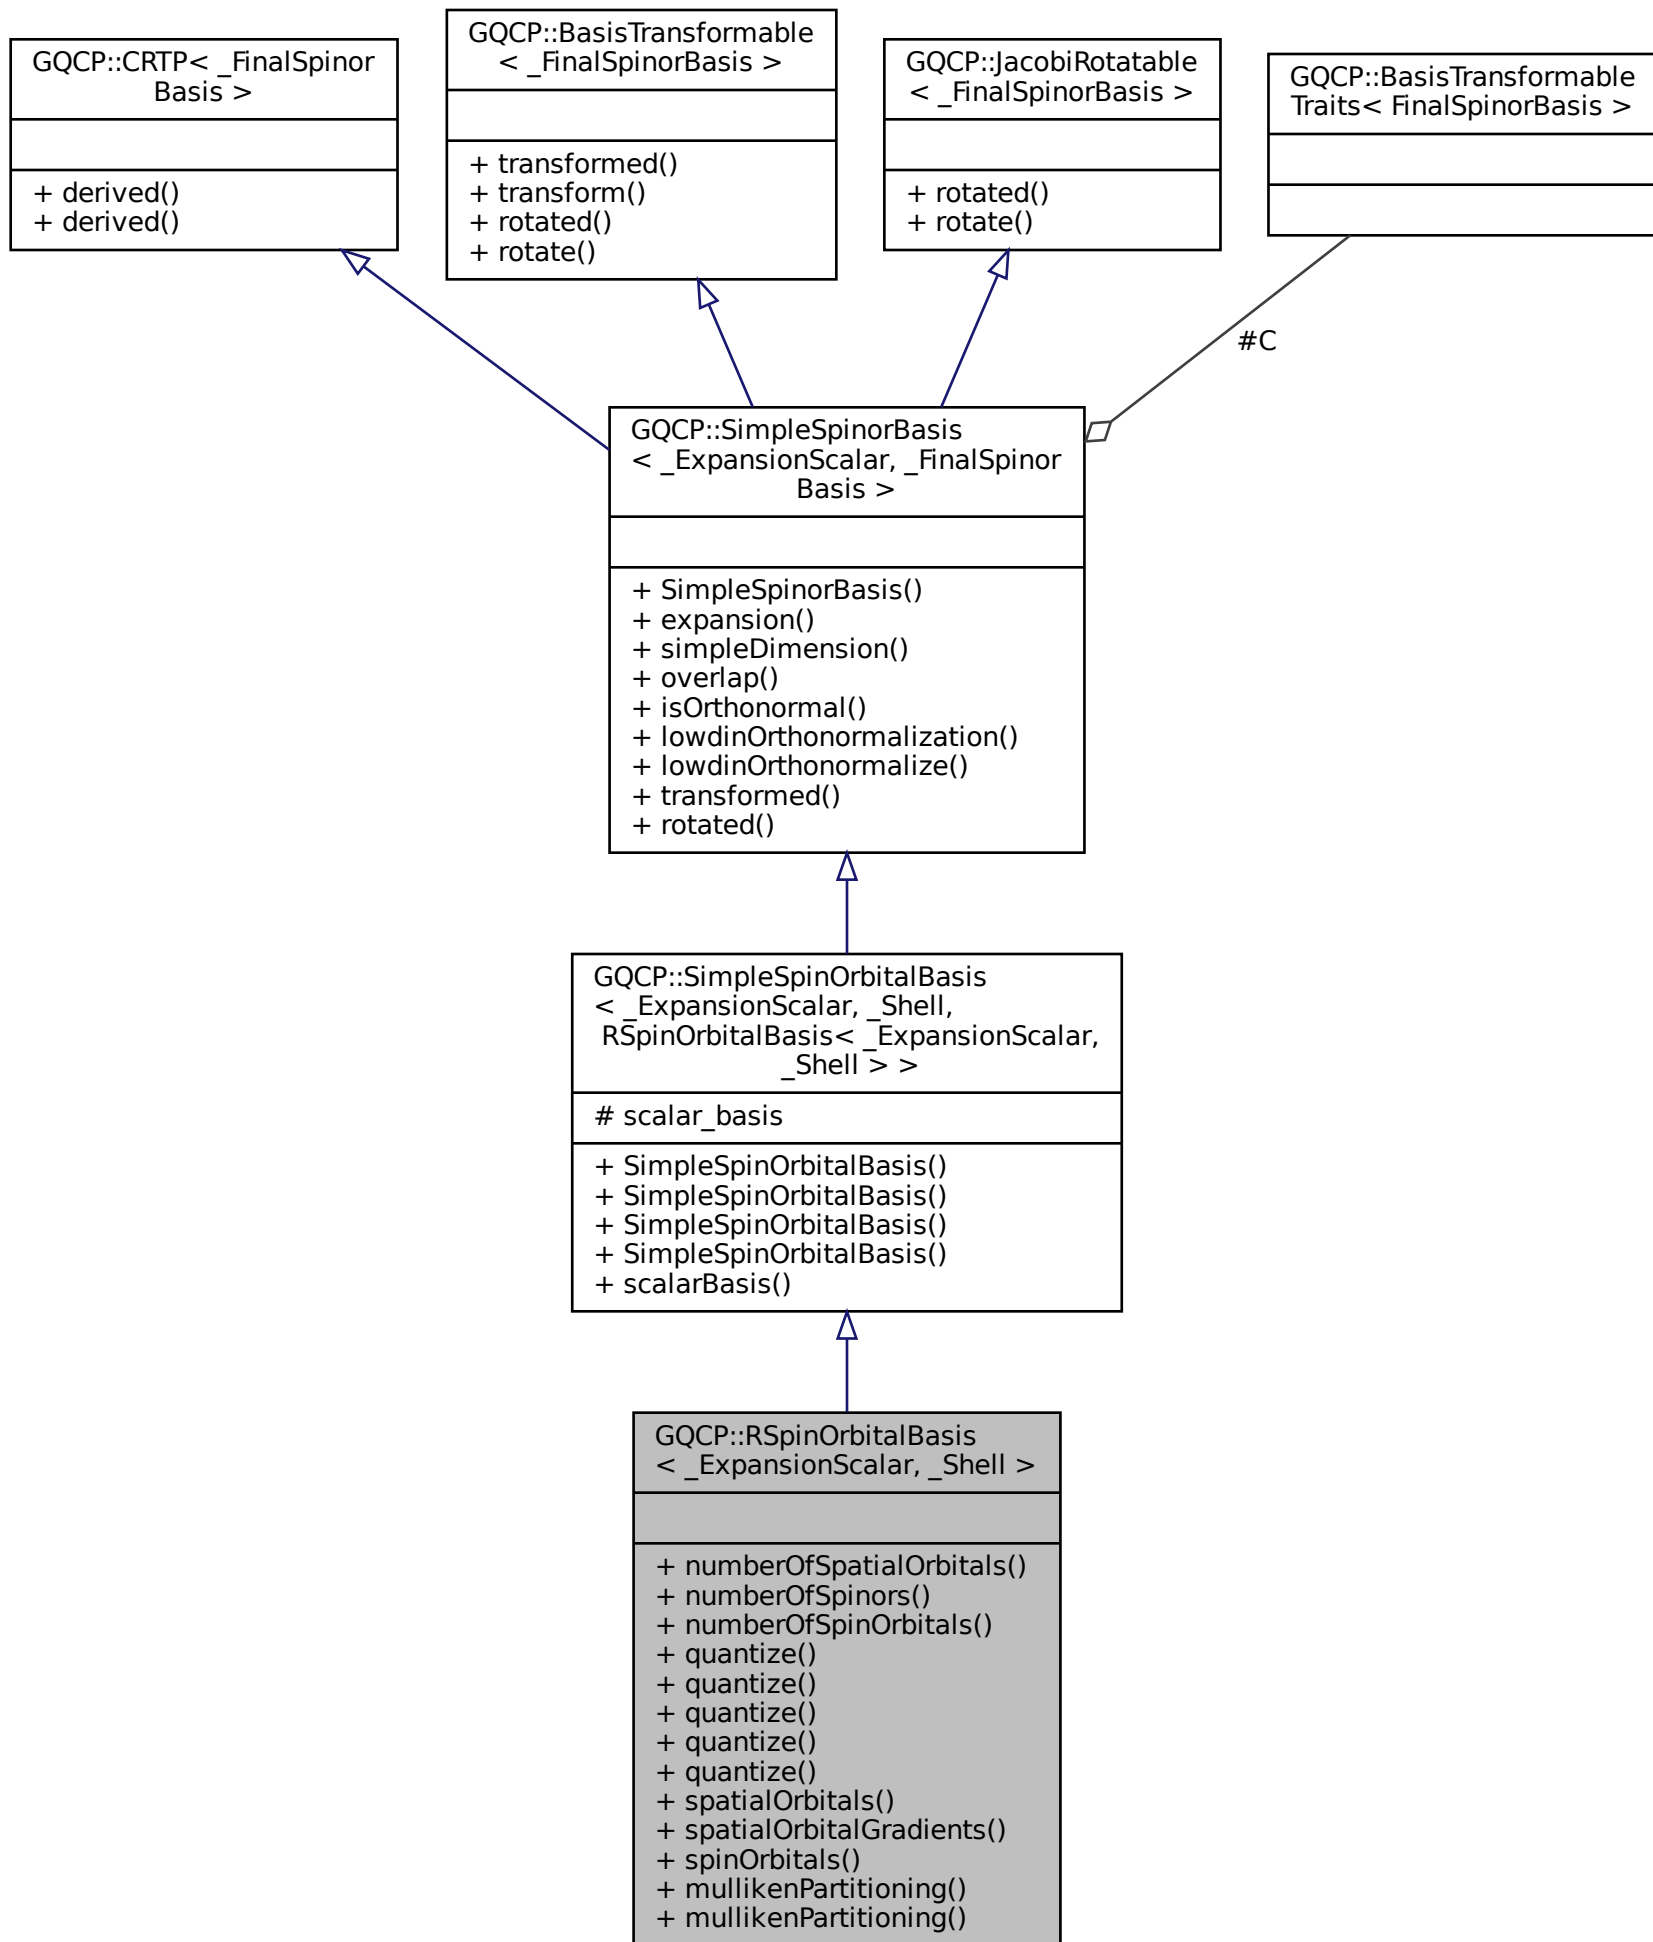 GQCP::CRTP< _FinalSpinor
Basis >
+ derived()
+ derived()
GQCP::BasisTransformable
< _FinalSpinorBasis >
+ transformed()
+ transform()
+ rotated()
+ rotate()
GQCP::JacobiRotatable
< _FinalSpinorBasis >
+ rotated()
+ rotate()
GQCP::BasisTransformable
Traits< FinalSpinorBasis >
#C
GQCP::SimpleSpinorBasis
< _ExpansionScalar, _FinalSpinor
Basis >
+ SimpleSpinorBasis()
+ expansion()
+ simpleDimension()
+ overlap()
+ isOrthonormal()
+ lowdinOrthonormalization()
+ lowdinOrthonormalize()
+ transformed()
+ rotated()
GQCP::SimpleSpinOrbitalBasis
< _ExpansionScalar, _Shell,
RSpinOrbitalBasis< _ExpansionScalar,
_Shell > >
# scalar_basis
+ SimpleSpinOrbitalBasis()
+ SimpleSpinOrbitalBasis()
+ SimpleSpinOrbitalBasis()
+ SimpleSpinOrbitalBasis()
+ scalarBasis()
GQCP::RSpinOrbitalBasis
< _ExpansionScalar, _Shell >
+ numberOfSpatialOrbitals()
+ numberOfSpinors()
+ numberOfSpinOrbitals()
+ quantize()
+ quantize()
+ quantize()
+ quantize()
+ quantize()
+ spatialOrbitals()
+ spatialOrbitalGradients()
+ spinOrbitals()
+ mullikenPartitioning()
+ mullikenPartitioning()